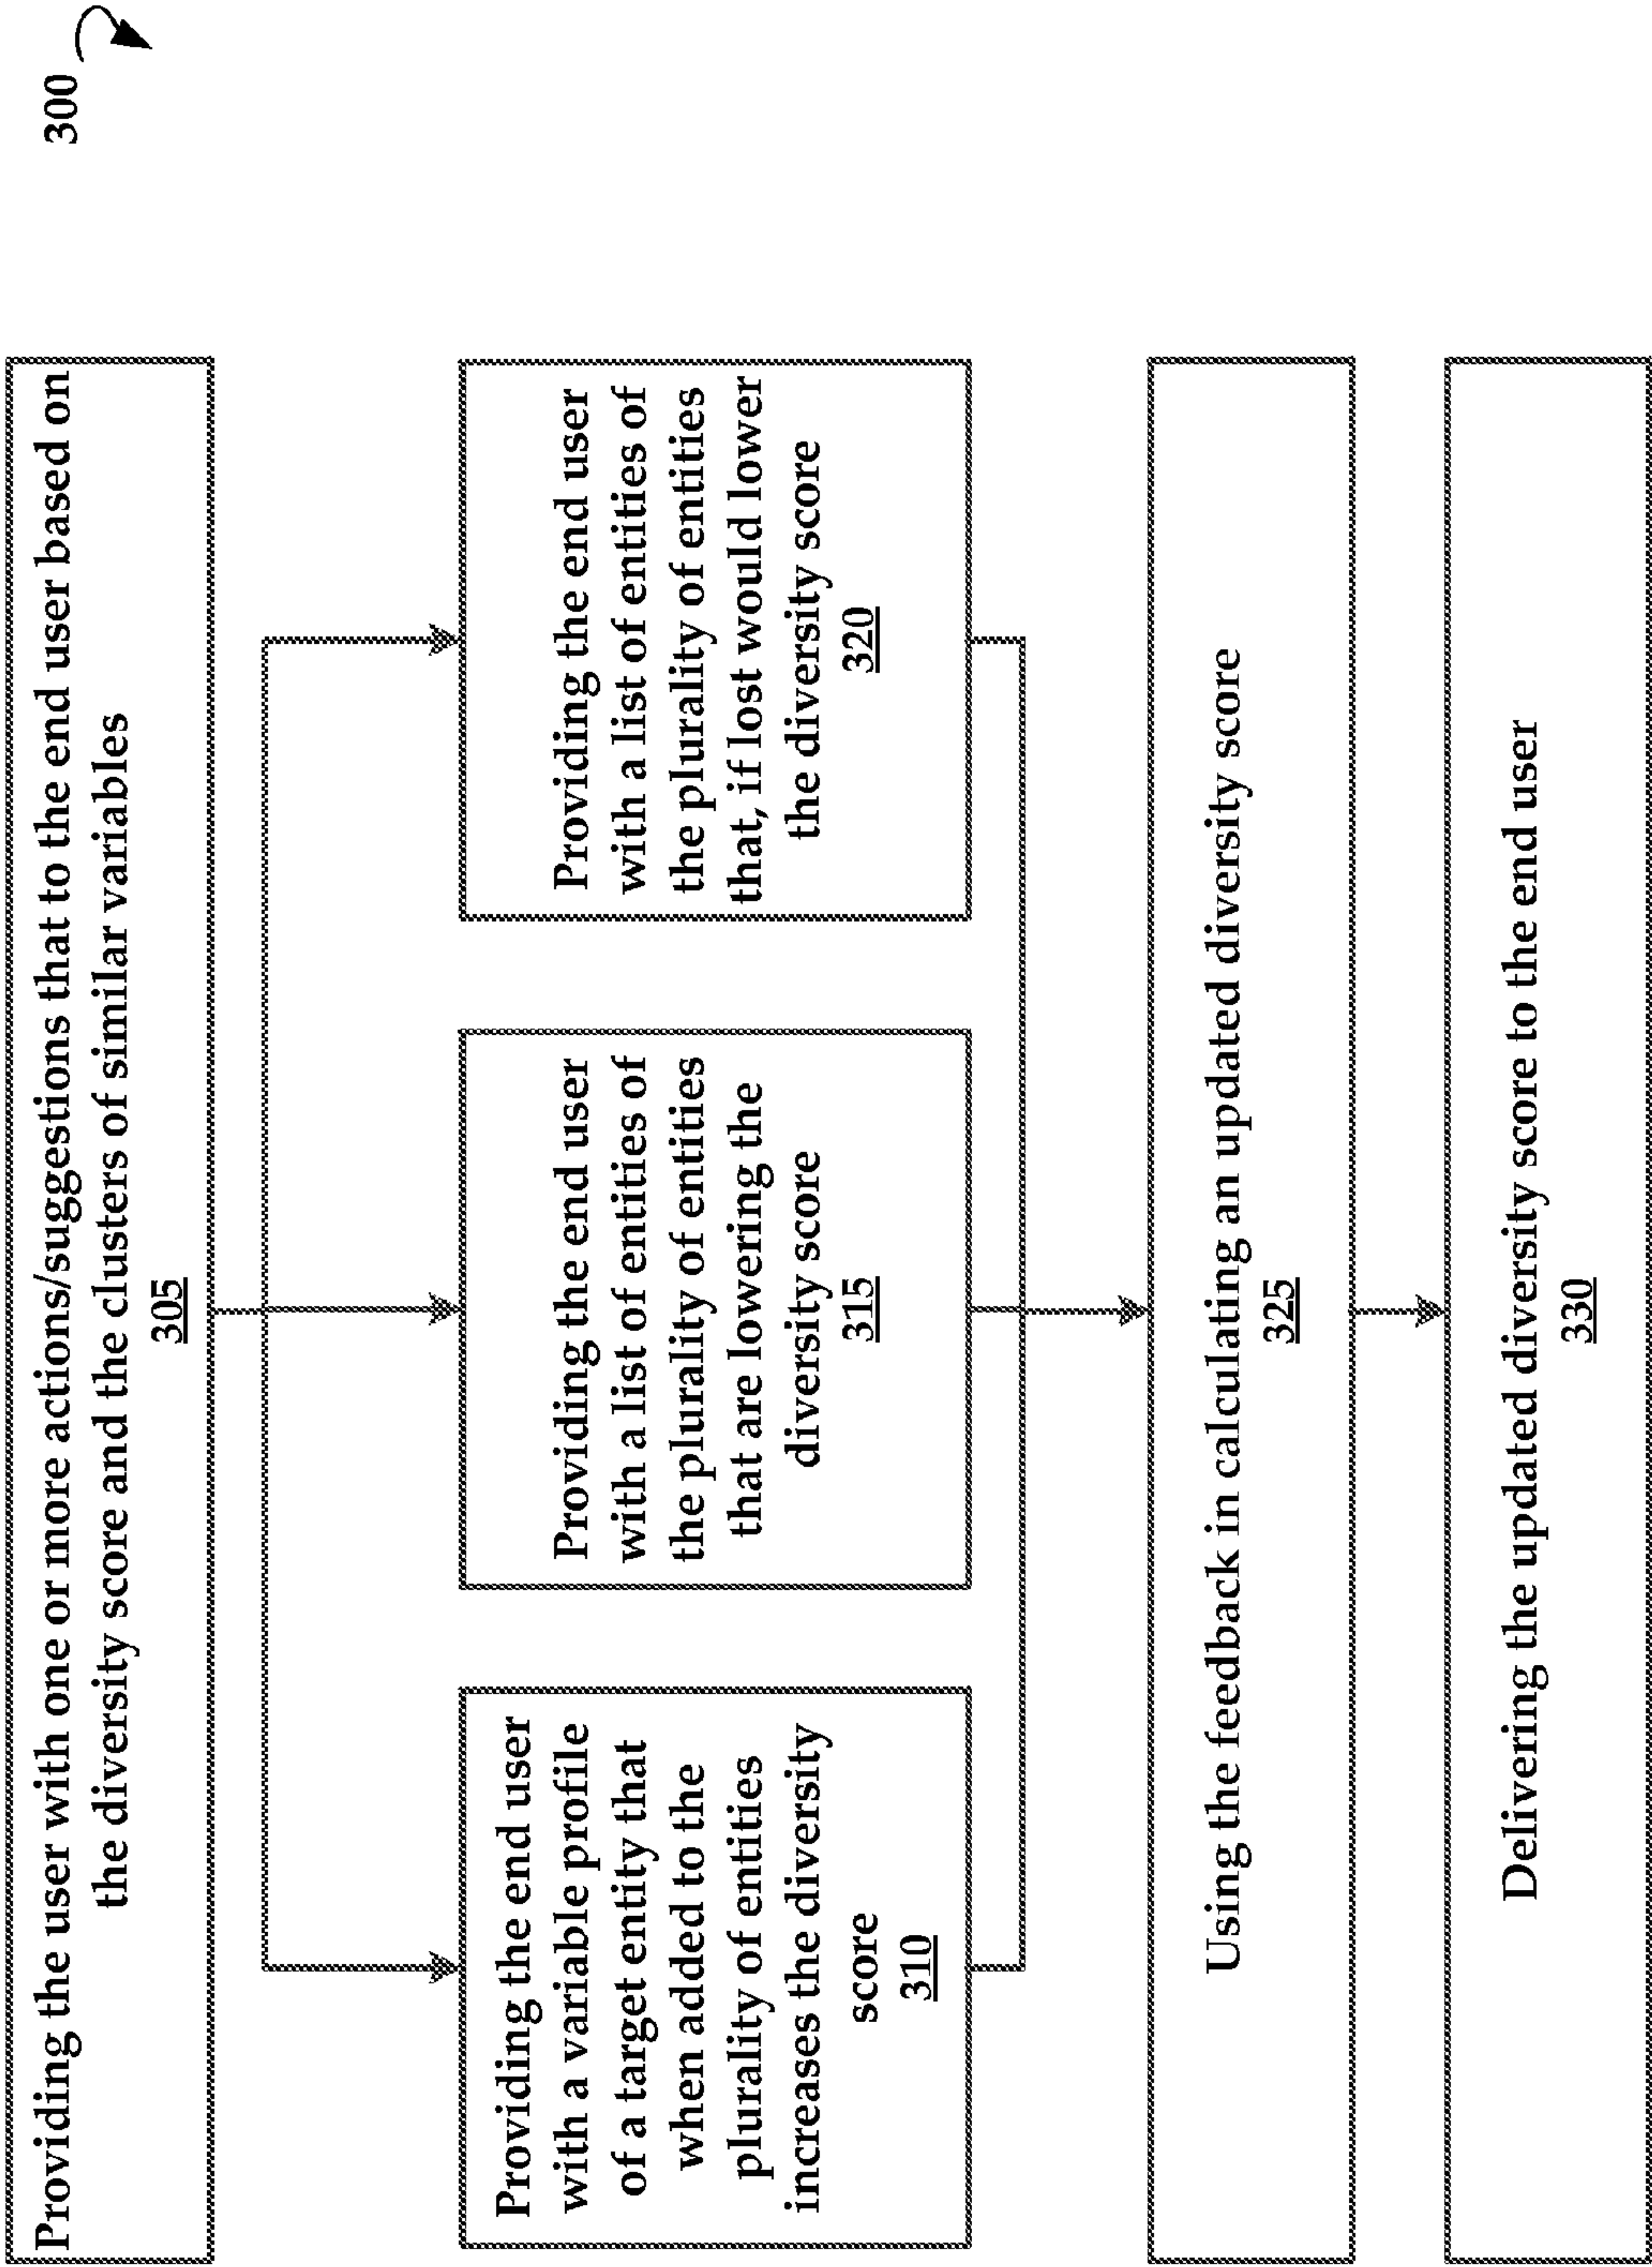 300
Providing the user with one or more actions/suggestions that to the end user based on
the diversity score and the clusters of similar variables
305
Providing the end user
with a variable profile
of a target entity that
when added to the
plurality of entities
increases the diversity
score
310
Providing the end user
with a list of entities of
the plurality of entities
that are lowering the
diversity score
315
Providing the end user
with a list of entities of
the plurality of entities
that, if lost would lower
the diversity score
320
Using the feedback in calculating an updated diversity score
325
Delivering the updated diversity score to the end user
330